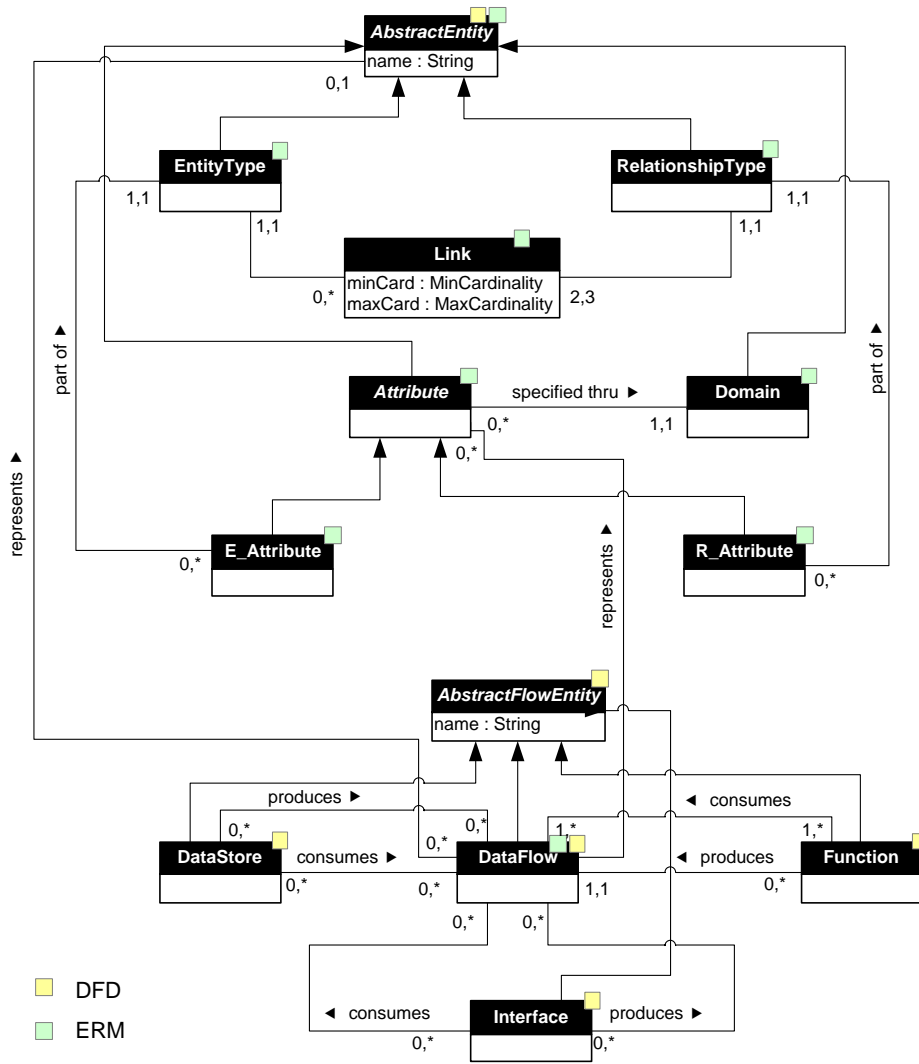 AbstractEntity
name : String
0,1
EntityType
RelationshipType
1,1
1,1
1,1
1,1
Link
minCard : MinCardinality
maxCard : MaxCardinality
0,*
2,3
part of ▶
part of ▶
Attribute
specified thru ▶
Domain
0,*
1,1
0,*
represents ▶
represents ▶
E_Attribute
R_Attribute
0,*
0,*
AbstractFlowEntity
name : String
produces ▶
◀ consumes
0,*
0,*
1,*
1,*
0,*
DataStore
consumes ▶
DataFlow
◀ produces
Function
0,*
0,*
1,1
0,*
0,*
0,*
DFD
◀ consumes
Interface
produces ▶
ERM
0,*
0,*